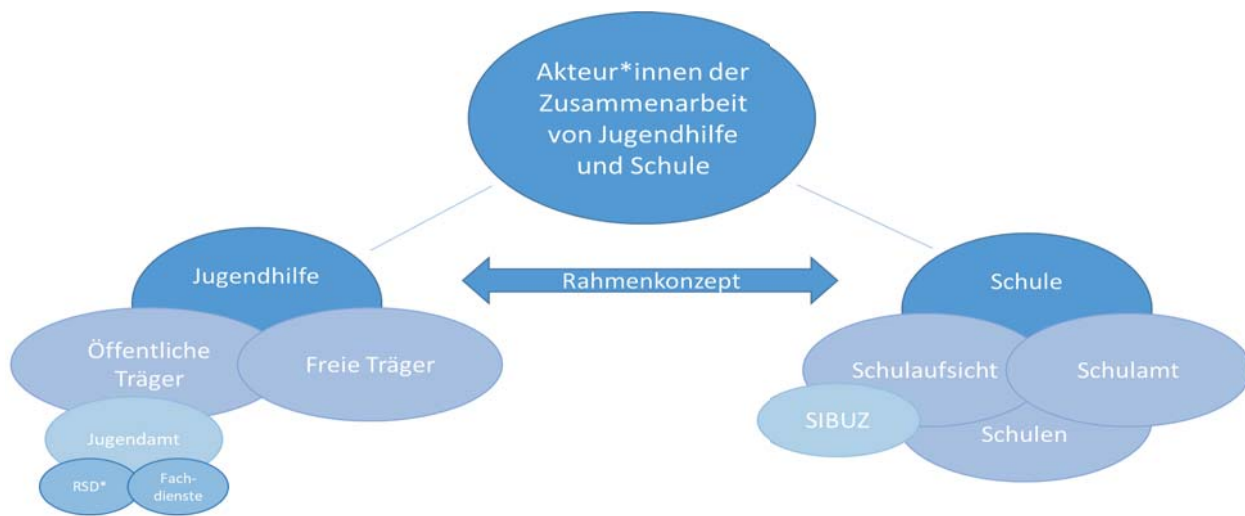 Akteur*innen der
Zusammenarbeit
von Jugendhilfe
und Schule
Jugendhilfe
Rahmenkonzept
Schule
Öffentliche
Träger
Freie Träger
Schulaufsicht
Schulamt
SIBUZ
Schulen
Jugendamt
RSD*
Fach-
dienste